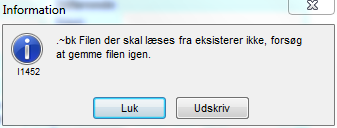 Information
.~bk Filen der skal læses fra eksisterer ikke, forsøg
at gemme filen igen.
I1452
Luk
Udskriv